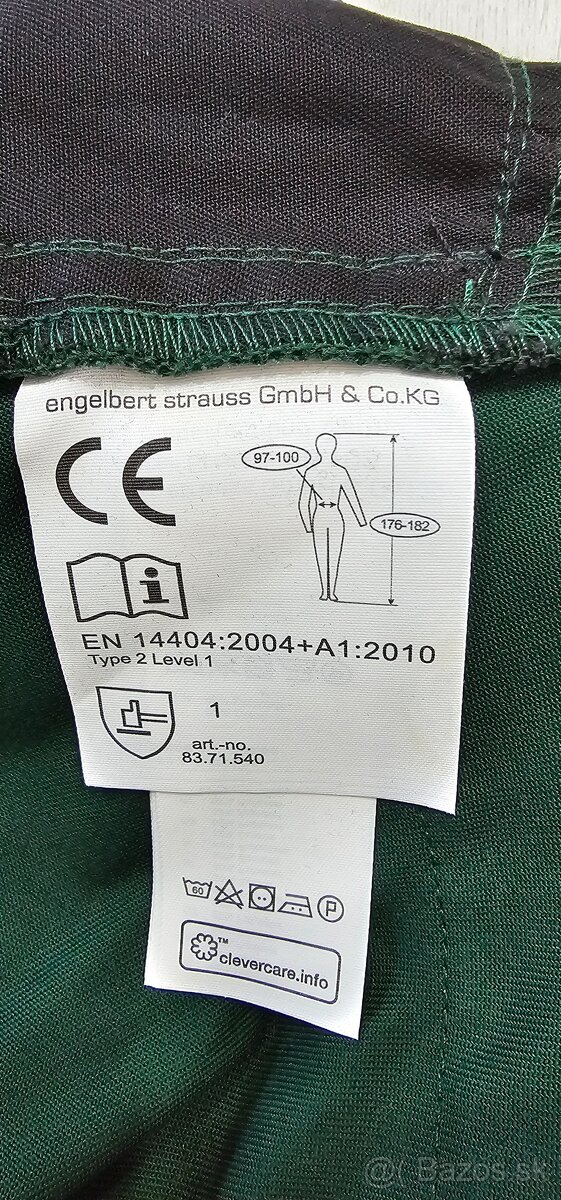 engelbert strauss GmbH & Co.KG
CE
97-100
176-182
i
EN 14404:2004+A1:2010
Type 2 Level 1
1
art.-no.
83.71.540
60
P
™
clevercare.info
Bazos.sk